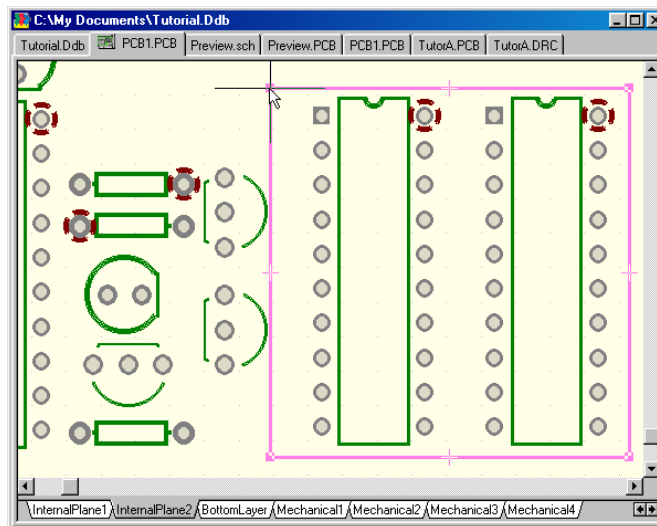 C:\My Documents\Tutorial.Ddb
Tutorial.Ddb PCB1.PCB Preview.sch Preview.PCB PCB1.PCB TutorA.PCB TutorA.DRC
InternalPlane1 InternalPlane2 BottomLayer Mechanical1 Mechanical2 Mechanical3 Mechanical4